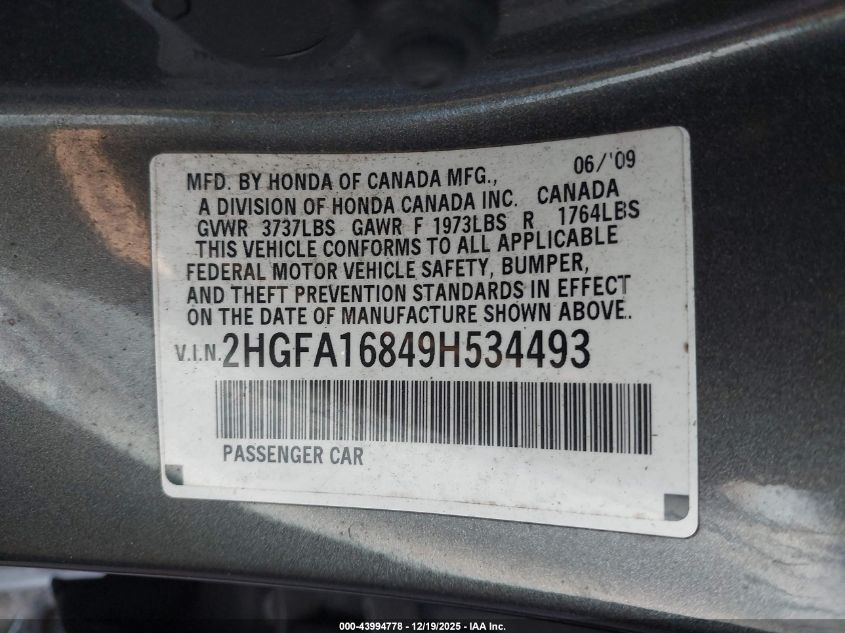 06/'09
MFD. BY HONDA OF CANADA MFG.,
A DIVISION OF HONDA CANADA INC. CANADA
GVWR 3737LBS GAWR F 1973LBS R 1764LBS
THIS VEHICLE CONFORMS TO ALL APPLICABLE
FEDERAL MOTOR VEHICLE SAFETY, BUMPER,
AND THEFT PREVENTION STANDARDS IN EFFECT
ON THE DATE OF MANUFACTURE SHOWN ABOVE.
V.I.N. 2HGFA16849H534493
PASSENGER CAR
000-43994778 - 12/19/2025 - IAA Inc.